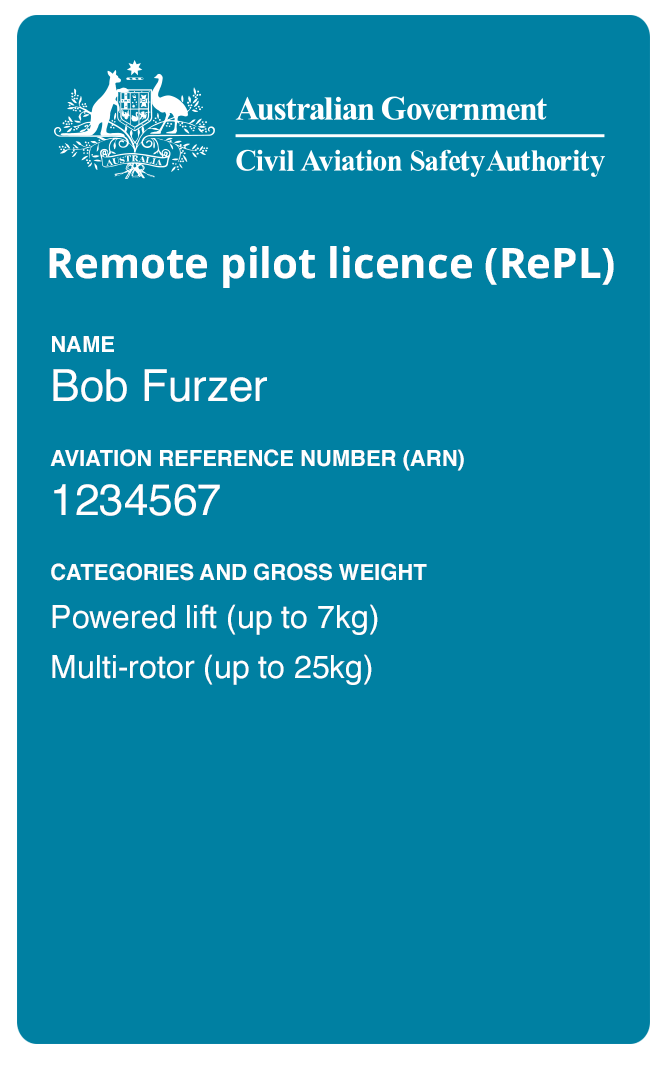 AUSTRALIA
Australian Government
Civil Aviation Safety Authority
Remote pilot licence (RePL)
NAME
Bob Furzer
AVIATION REFERENCE NUMBER (ARN)
1234567
CATEGORIES AND GROSS WEIGHT
Powered lift (up to 7kg)
Multi-rotor (up to 25kg)